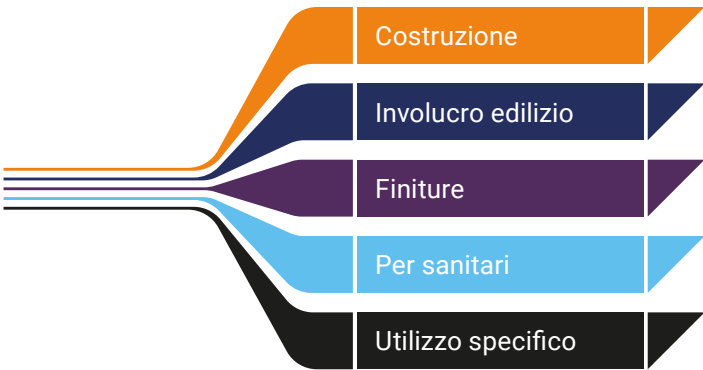 Costruzione
Involucro edilizio
Finiture
Per sanitari
Utilizzo specifico